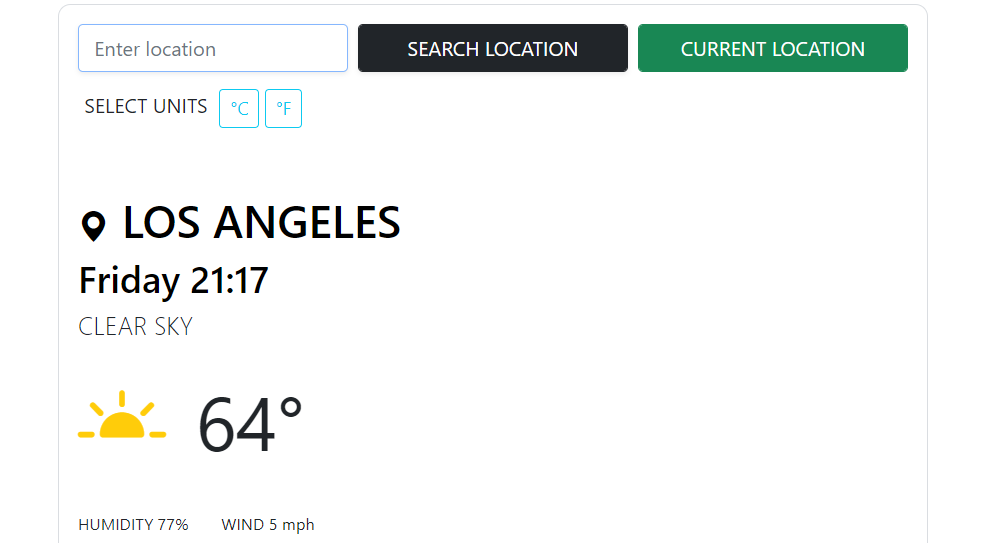 Enter location SEARCH LOCATION CURRENT LOCATION
SELECT UNITS °C °F
LOS ANGELES
Friday 21:17
CLEAR SKY
64°
HUMIDITY 77% WIND 5 mph